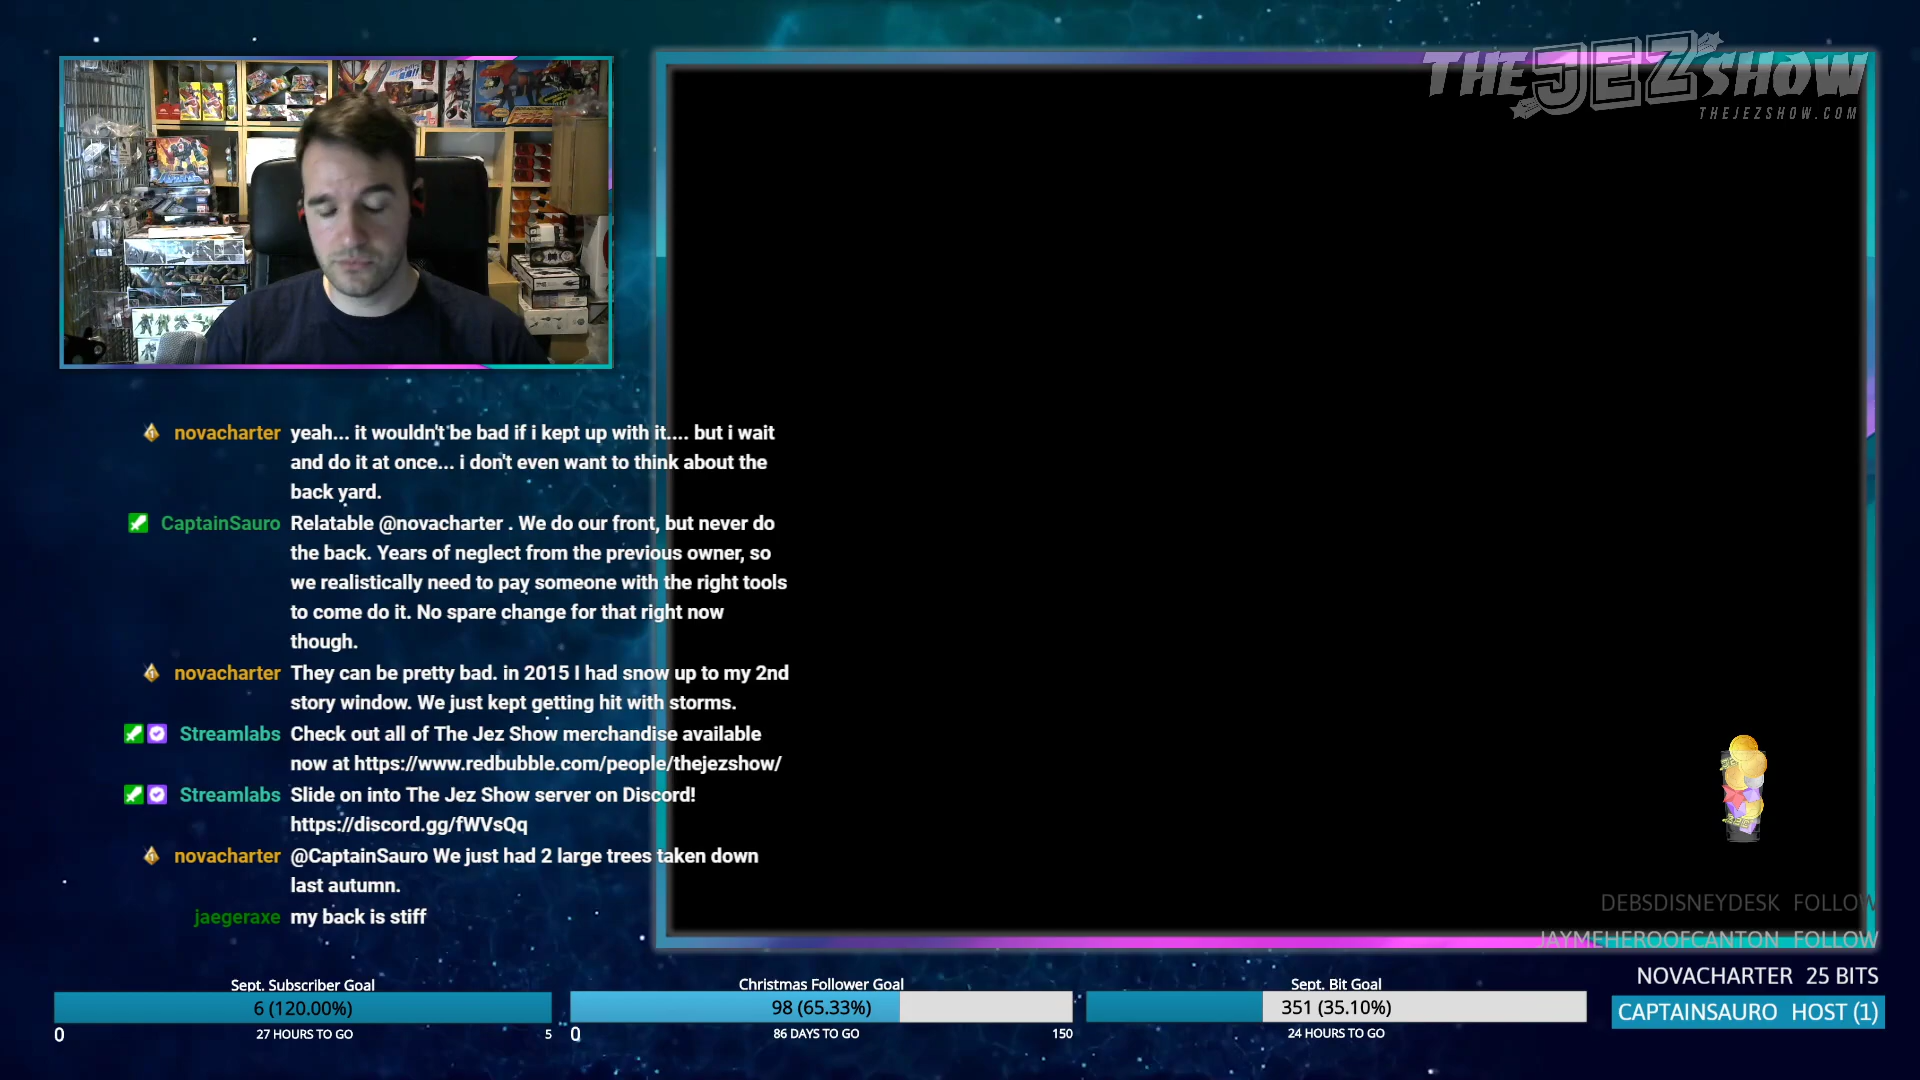 THE JEZ SHOW
THEJEZSHOW.COM
novacharter yeah... it wouldn't be bad if i kept up with it.... but i wait
and do it at once... i don't even want to think about the
back yard.
CaptainSauro Relatable @novacharter . We do our front, but never do
the back. Years of neglect from the previous owner, so
we realistically need to pay someone with the right tools
to come do it. No spare change for that right now
though.
novacharter They can be pretty bad. in 2015 I had snow up to my 2nd
story window. We just kept getting hit with storms.
Streamlabs Check out all of The Jez Show merchandise available
now at https://www.redbubble.com/people/thejezshow/
Streamlabs Slide on into The Jez Show server on Discord!
https://discord.gg/fWVsQq
novacharter @CaptainSauro We just had 2 large trees taken down
last autumn.
jaegeraxe my back is stiff
DEBSDISNEYDESK FOLLOW
JAYMEHEROOFCANTON FOLLOW
NOVACHARTER 25 BITS
CAPTAINSAURO HOST (1)
Sept. Subscriber Goal
6 (120.00%)
0 27 HOURS TO GO 5
Christmas Follower Goal
98 (65.33%)
0 86 DAYS TO GO 150
Sept. Bit Goal
351 (35.10%)
24 HOURS TO GO